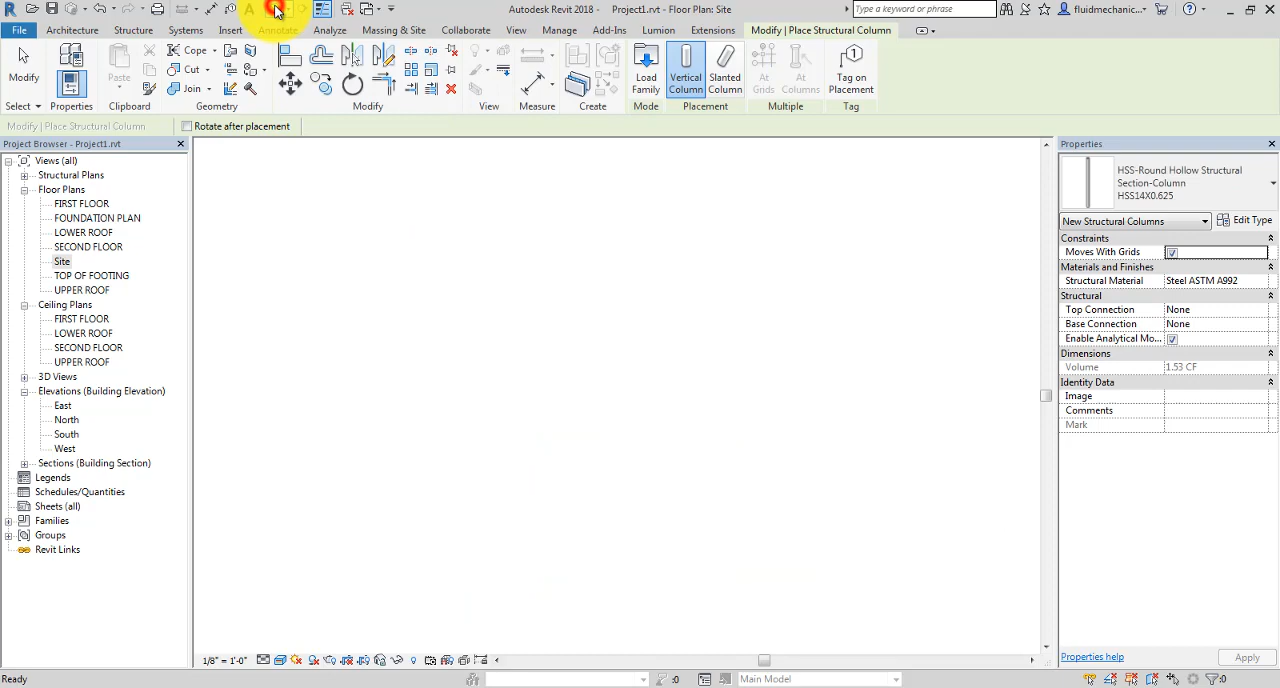 Autodesk Revit 2018 -    Project1.rvt - Floor Plan: Site
Type a keyword or phrase
fluidmechanic...
File Architecture Structure Systems Insert Annotate Analyze Massing & Site Collaborate View Manage Add-Ins Lumion Extensions Modify | Place Structural Column
Cope
Cut
Join
Modify
Paste
Load Family
Vertical Column
Slanted Column
At Grids
At Columns
Tag on Placement
Select Properties Clipboard Geometry Modify View Measure Create Mode Placement Multiple Tag
Modify | Place Structural Column
Rotate after placement
Project Browser - Project1.rvt
Views (all)
Structural Plans
Floor Plans
FIRST FLOOR
FOUNDATION PLAN
LOWER ROOF
SECOND FLOOR
Site
TOP OF FOOTING
UPPER ROOF
Ceiling Plans
FIRST FLOOR
LOWER ROOF
SECOND FLOOR
UPPER ROOF
3D Views
Elevations (Building Elevation)
East
North
South
West
Sections (Building Section)
Legends
Schedules/Quantities
Sheets (all)
Families
Groups
Revit Links
Properties
HSS-Round Hollow Structural
Section-Column
HSS14X0.625
New Structural Columns
Edit Type
Constraints
Moves With Grids
Materials and Finishes
Structural Material Steel ASTM A992
Structural
Top Connection None
Base Connection None
Enable Analytical Mo...
Dimensions
Volume 1.53 CF
Identity Data
Image
Comments
Mark
Properties help
Apply
1/8" = 1'-0"
Ready
:0
Main Model
:0